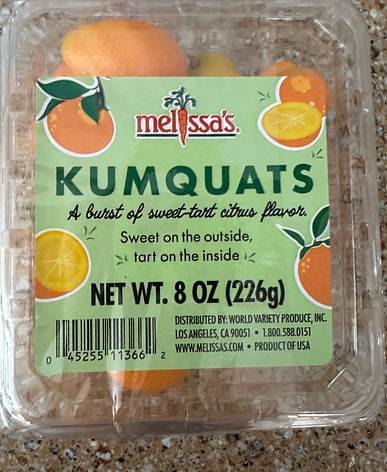 melissa's.
KUMQUATS
A burst of sweet-tart citrus flavor.
Sweet on the outside,
tart on the inside
NET WT. 8 OZ (226g)
DISTRIBUTED BY: WORLD VARIETY PRODUCE, INC.
LOS ANGELES, CA 90051 • 1.800.588.0151
WWW.MELISSAS.COM • PRODUCT OF USA
0 45255 11366 2